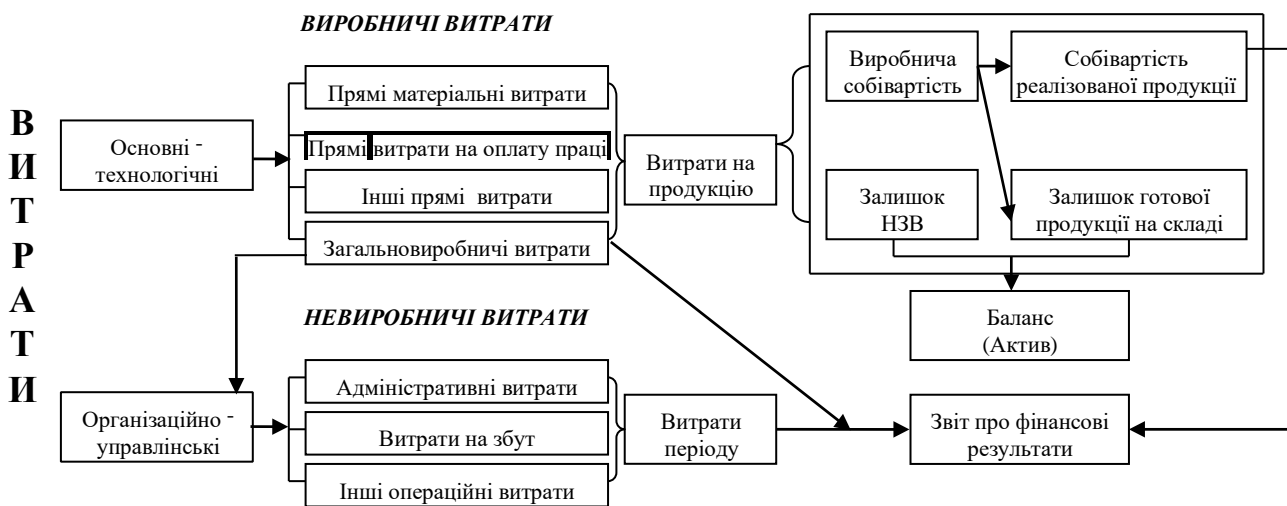 ВИТРАТИ
ВИРОБНИЧІ ВИТРАТИ
Основні -
технологічні
Прямі матеріальні витрати
Прямі витрати на оплату праці
Інші прямі витрати
Загальновиробничі витрати
Витрати на
продукцію
Виробнича
собівартість
Собівартість
реалізованої продукції
Залишок
НЗВ
Залишок готової
продукції на складі
Баланс
(Актив)
НЕВИРОБНИЧІ ВИТРАТИ
Організаційно -
управлінські
Адміністративні витрати
Витрати на збут
Інші операційні витрати
Витрати
періоду
Звіт про фінансові
результати